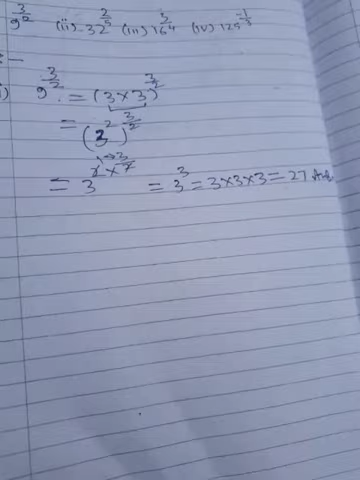 9^{3/2} (ii) 32^{2/5} (iii) 16^{3/4} (iv) 125^{-1/3}
:-
i) 9^{3/2} = (3×3)^{3/2}
= (3^2)^{3/2}
= 3^{2×3/2} = 3^3 = 3×3×3 = 27 Ans